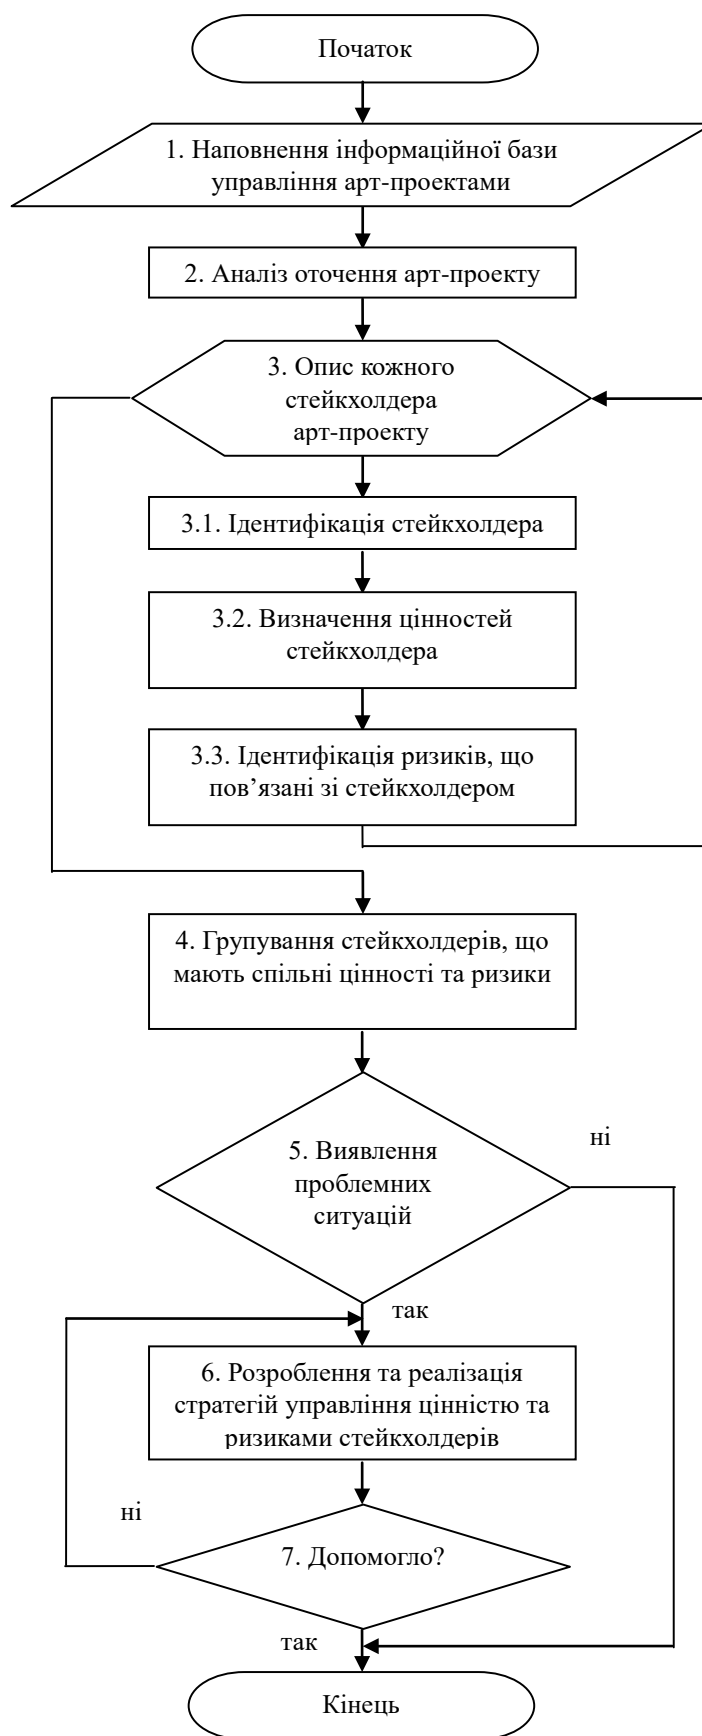 Початок
1. Наповнення інформаційної бази
управління арт-проектами
2. Аналіз оточення арт-проекту
3. Опис кожного
стейкхолдера
арт-проекту
3.1. Ідентифікація стейкхолдера
3.2. Визначення цінностей
стейкхолдера
3.3. Ідентифікація ризиків, що
пов’язані зі стейкхолдером
4. Групування стейкхолдерів, що
мають спільні цінності та ризики
ні
5. Виявлення
проблемних
ситуацій
так
6. Розроблення та реалізація
стратегій управління цінністю та
ризиками стейкхолдерів
ні
7. Допомогло?
так
Кінець